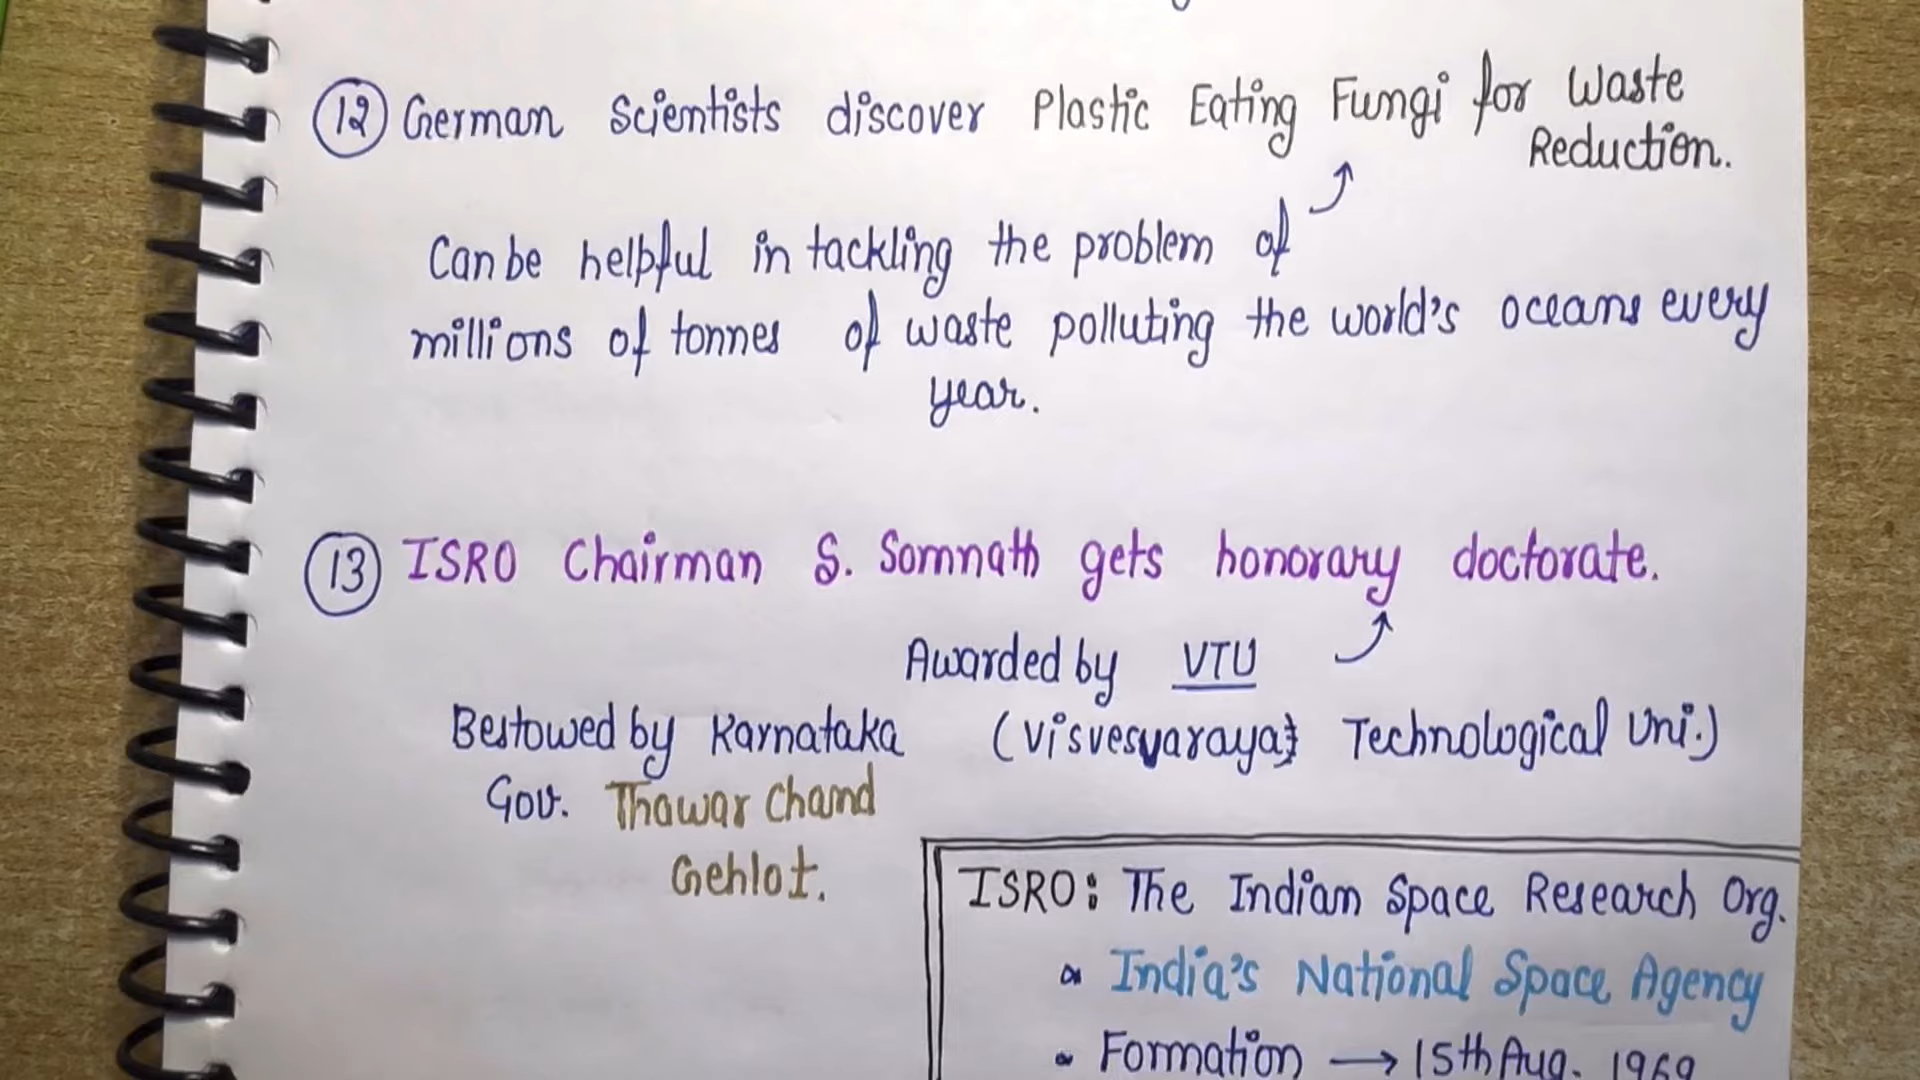 12 German Scientists discover Plastic Eating Fungi for Waste
Reduction.
Can be helpful in tackling the problem of
millions of tonnes of waste polluting the world's oceans every
year.
13 ISRO Chairman S. Somnath gets honorary doctorate.
Awarded by VTU
(Visvesvaraya Technological Uni.)
Bestowed by Karnataka
Gov. Thawar Chand
Gehlot.
ISRO: The Indian Space Research Org.
India's National Space Agency
Formation → 15th Aug. 1969